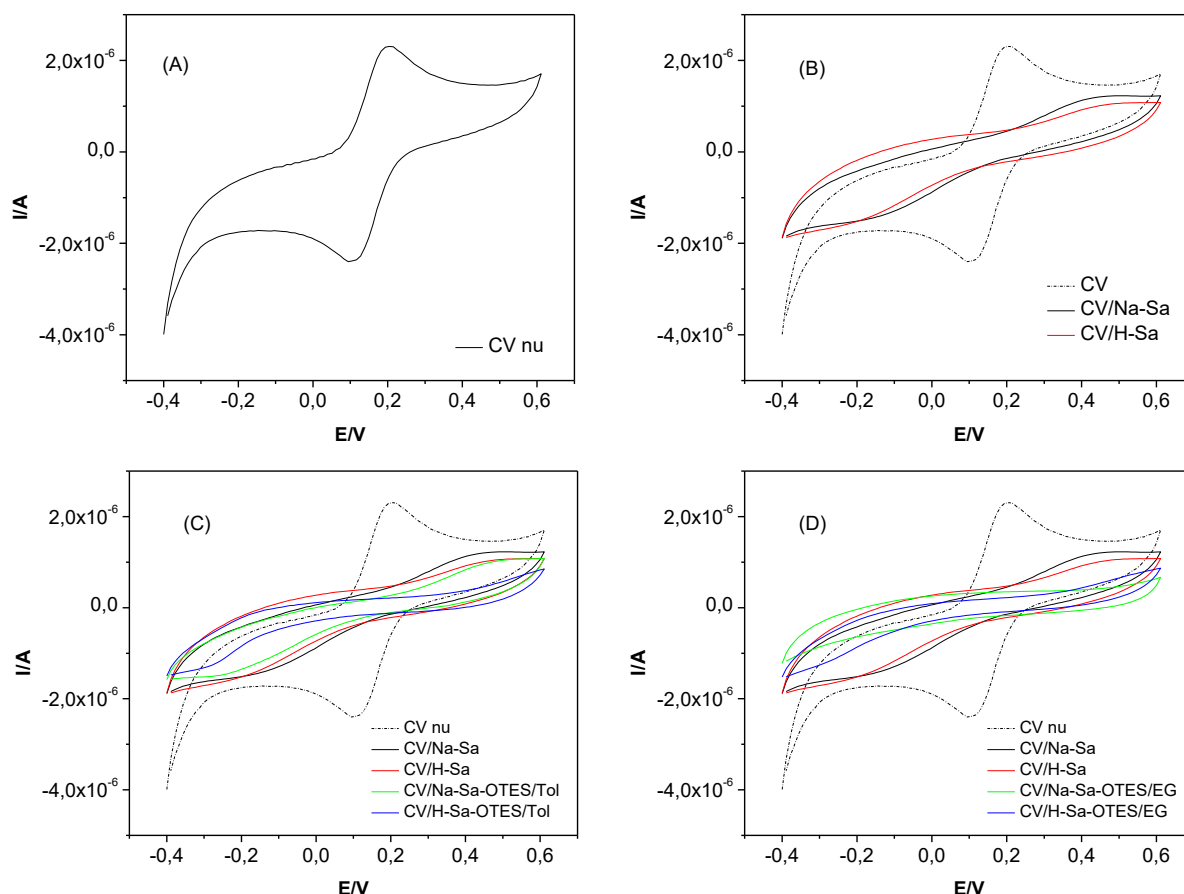 (A)
2,0x10-6
0,0
-2,0x10-6
-4,0x10-6
I/A
CV nu
-0,4 -0,2 0,0 0,2 0,4 0,6
E/V
(B)
2,0x10-6
0,0
-2,0x10-6
-4,0x10-6
I/A
CV
CV/Na-Sa
CV/H-Sa
-0,4 -0,2 0,0 0,2 0,4 0,6
E/V
(C)
2,0x10-6
0,0
-2,0x10-6
-4,0x10-6
I/A
CV nu
CV/Na-Sa
CV/H-Sa
CV/Na-Sa-OTES/Tol
CV/H-Sa-OTES/Tol
-0,4 -0,2 0,0 0,2 0,4 0,6
E/V
(D)
2,0x10-6
0,0
-2,0x10-6
-4,0x10-6
I/A
CV nu
CV/Na-Sa
CV/H-Sa
CV/Na-Sa-OTES/EG
CV/H-Sa-OTES/EG
-0,4 -0,2 0,0 0,2 0,4 0,6
E/V